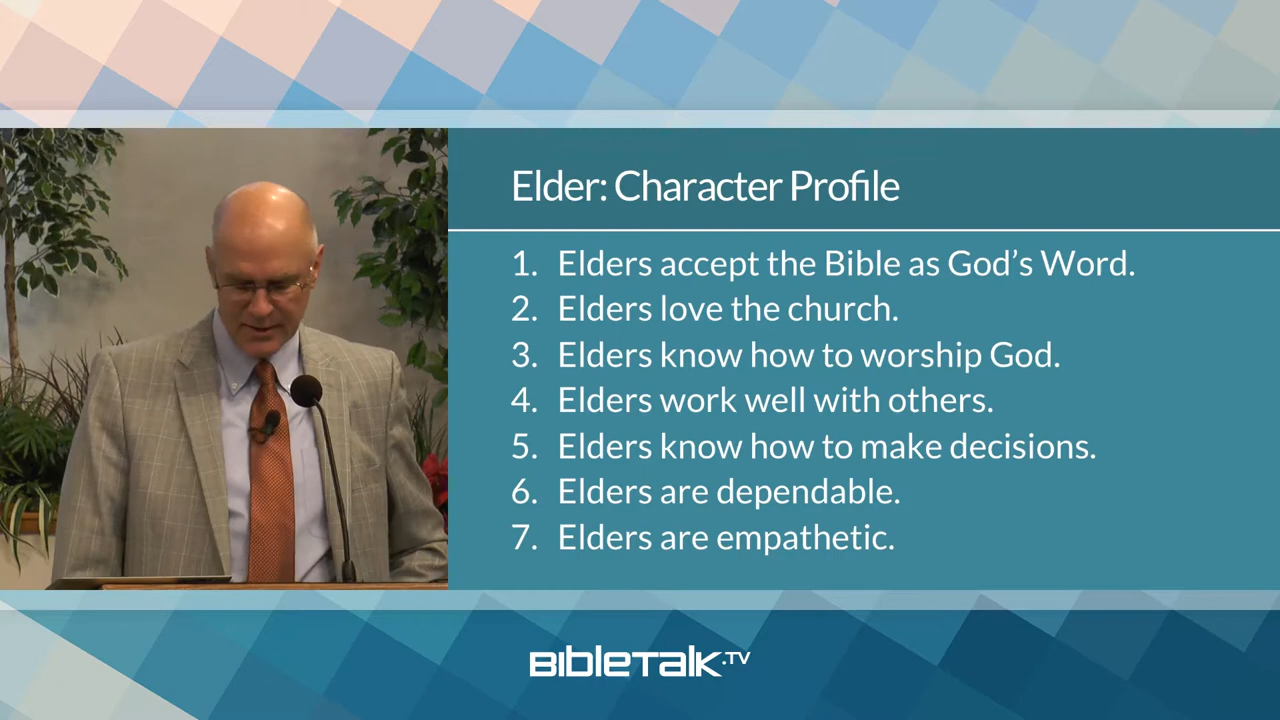 Elder: Character Profile
1. Elders accept the Bible as God's Word.
2. Elders love the church.
3. Elders know how to worship God.
4. Elders work well with others.
5. Elders know how to make decisions.
6. Elders are dependable.
7. Elders are empathetic.
BIBLETALK.TV